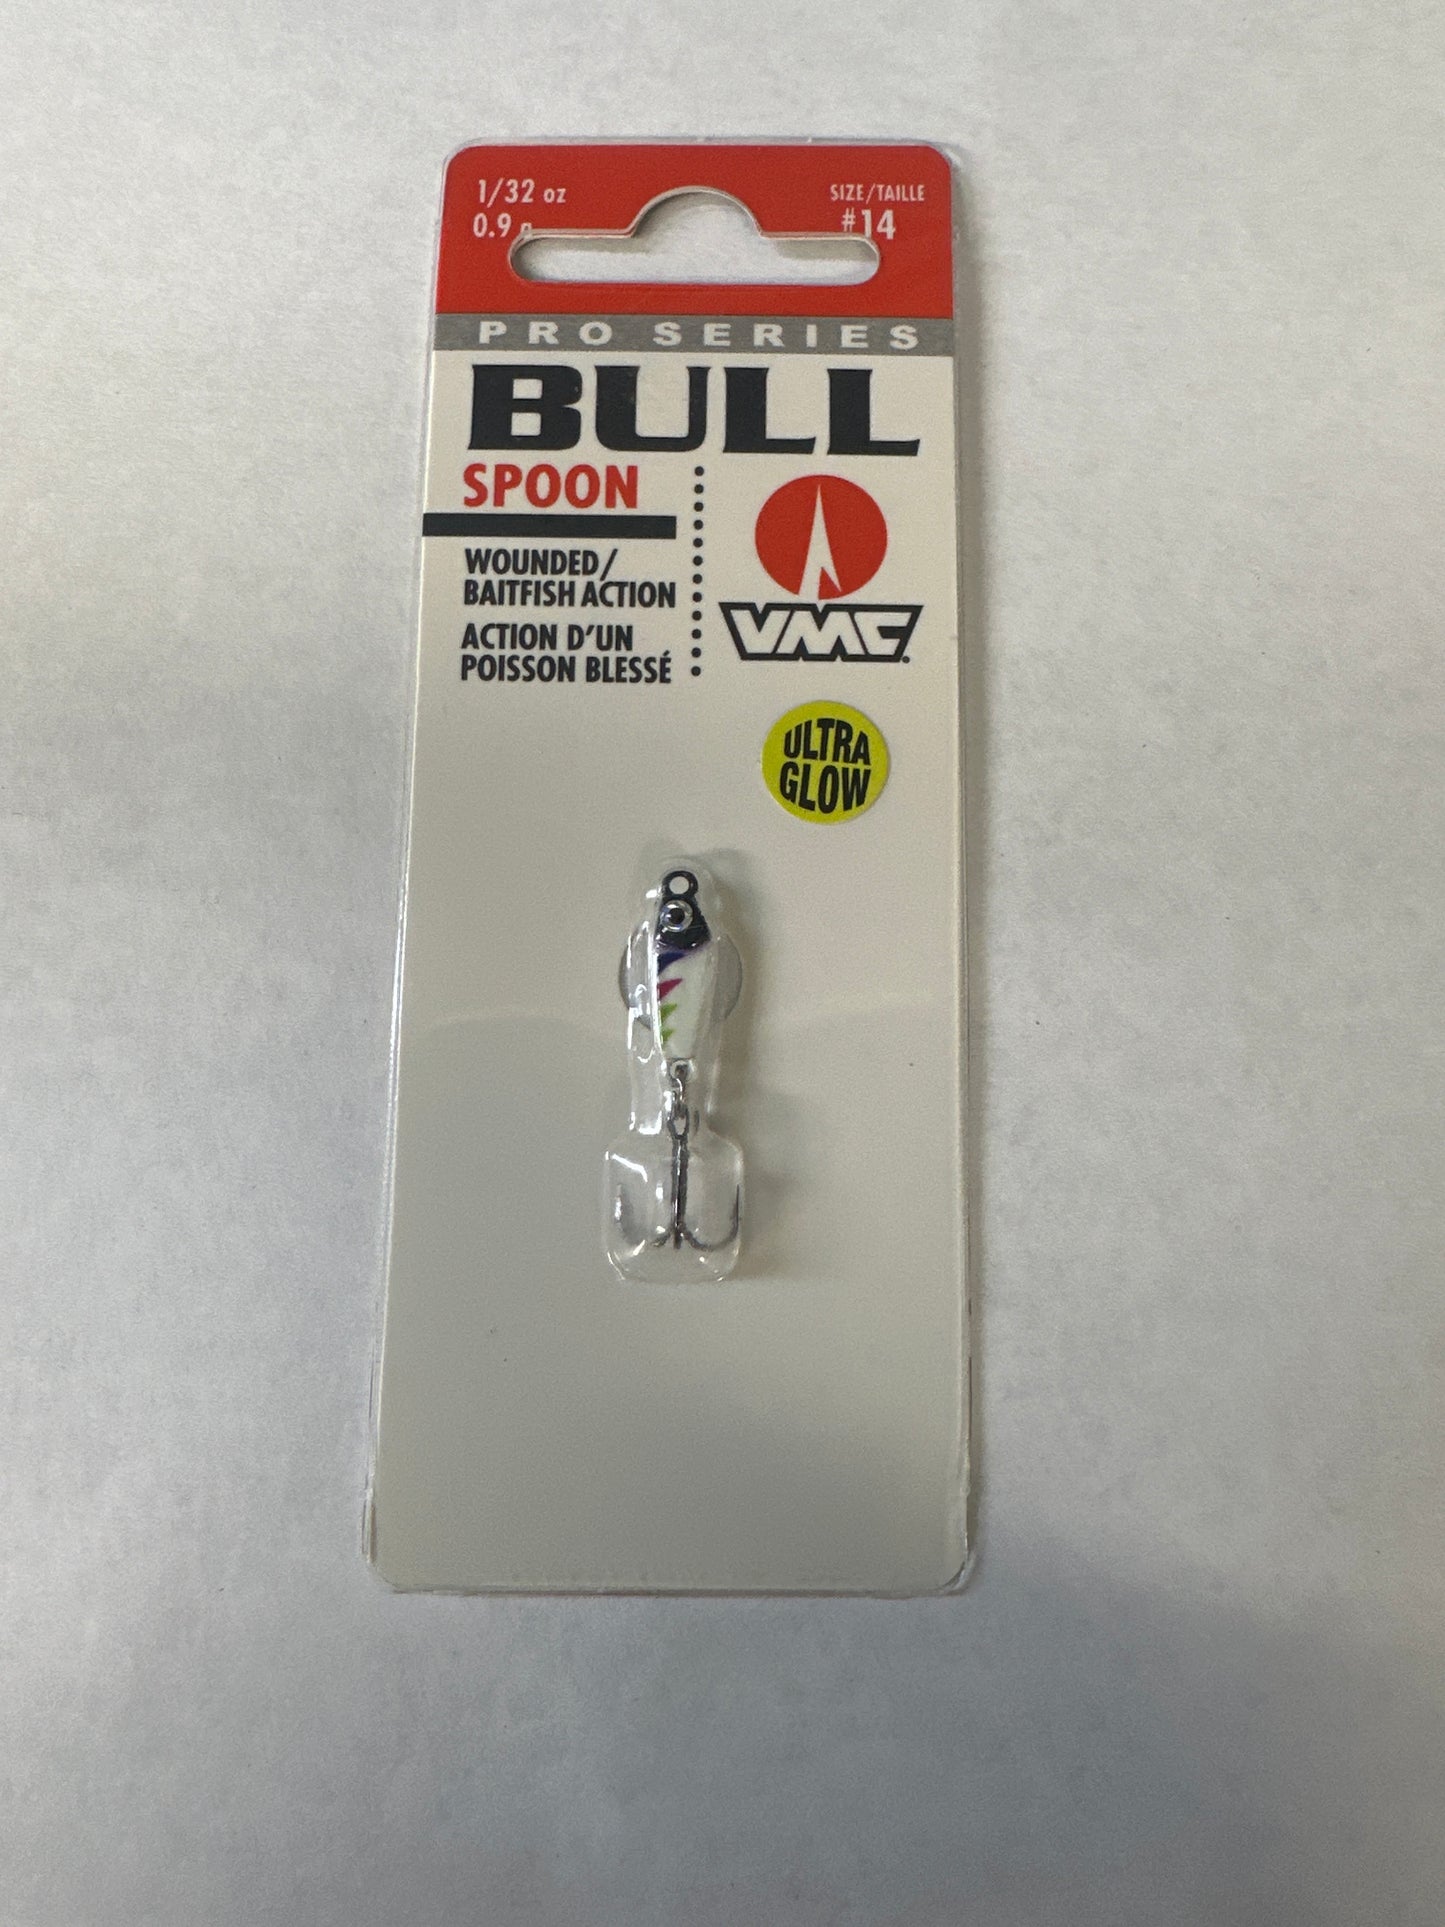 1/32 oz
0.9 g
SIZE/TAILLE
#14
PRO SERIES
BULL
SPOON
WOUNDED/
BAITFISH ACTION
ACTION D'UN
POISSON BLESSÉ
VMC
ULTRA
GLOW